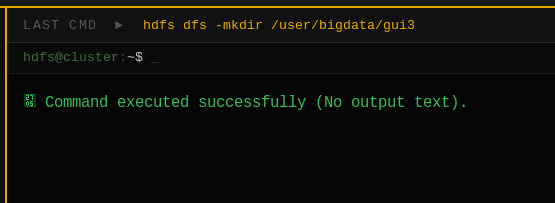 LAST CMD ► hdfs dfs -mkdir /user/bigdata/gui3
hdfs@cluster:~$ _
Command executed successfully (No output text).